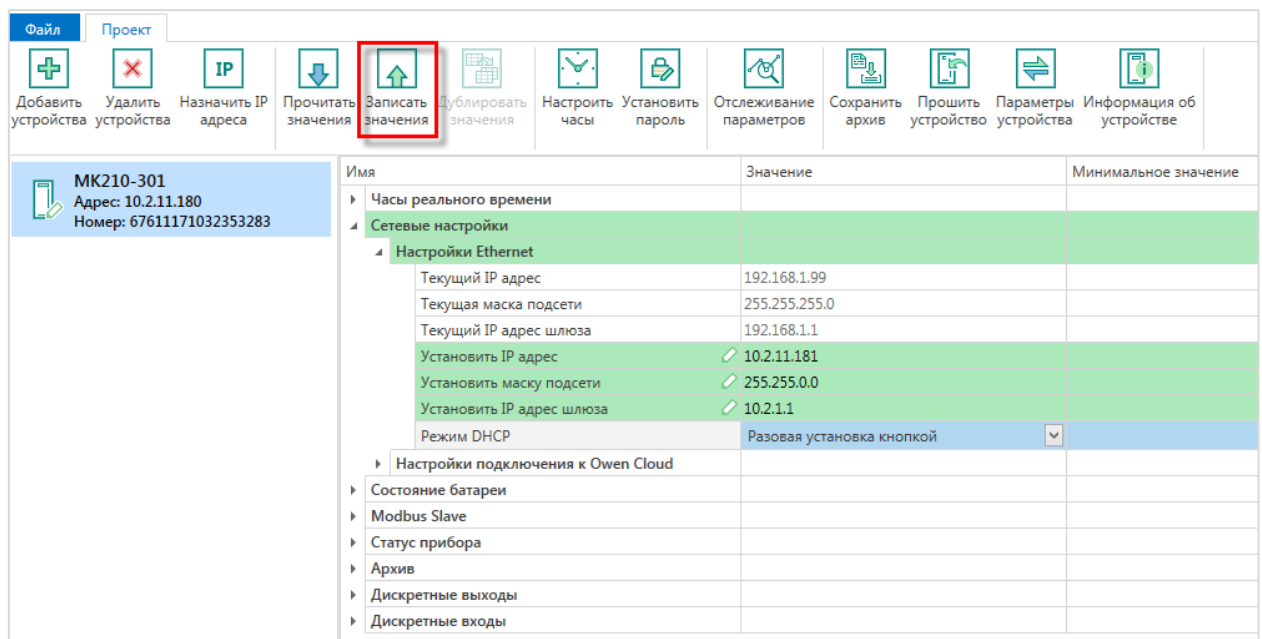 Файл Проект
Добавить устройства
Удалить устройства
Назначить IP адреса
Прочитать значения
Записать значения
Дублировать значения
Настроить часы
Установить пароль
Отслеживание параметров
Сохранить архив
Прошить устройство
Параметры устройства
Информация об устройстве
МК210-301
Адрес: 10.2.11.180
Номер: 67611171032353283
Имя Значение Минимальное значение
Часы реального времени
Сетевые настройки
Настройки Ethernet
Текущий IP адрес 192.168.1.99
Текущая маска подсети 255.255.255.0
Текущий IP адрес шлюза 192.168.1.1
Установить IP адрес 10.2.11.181
Установить маску подсети 255.255.0.0
Установить IP адрес шлюза 10.2.1.1
Режим DHCP Разовая установка кнопкой
Настройки подключения к Owen Cloud
Состояние батареи
Modbus Slave
Статус прибора
Архив
Дискретные выходы
Дискретные входы